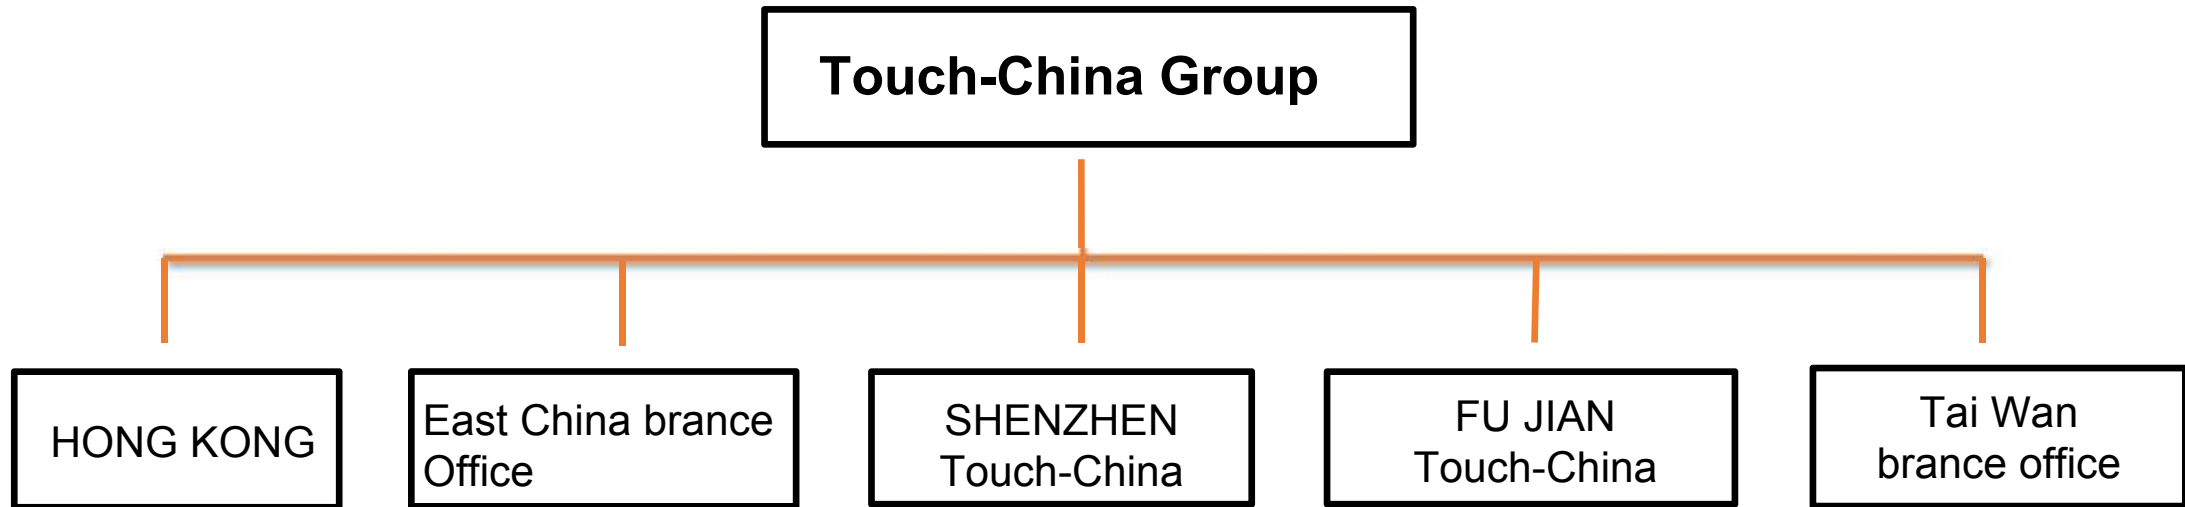 Touch-China Group
HONG KONG
East China brance
Office
SHENZHEN
Touch-China
FU JIAN
Touch-China
Tai Wan
brance office